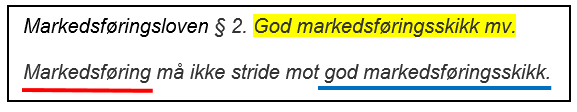 Markedsføringsloven § 2. God markedsføringsskikk mv.
Markedsføring må ikke stride mot god markedsføringsskikk.